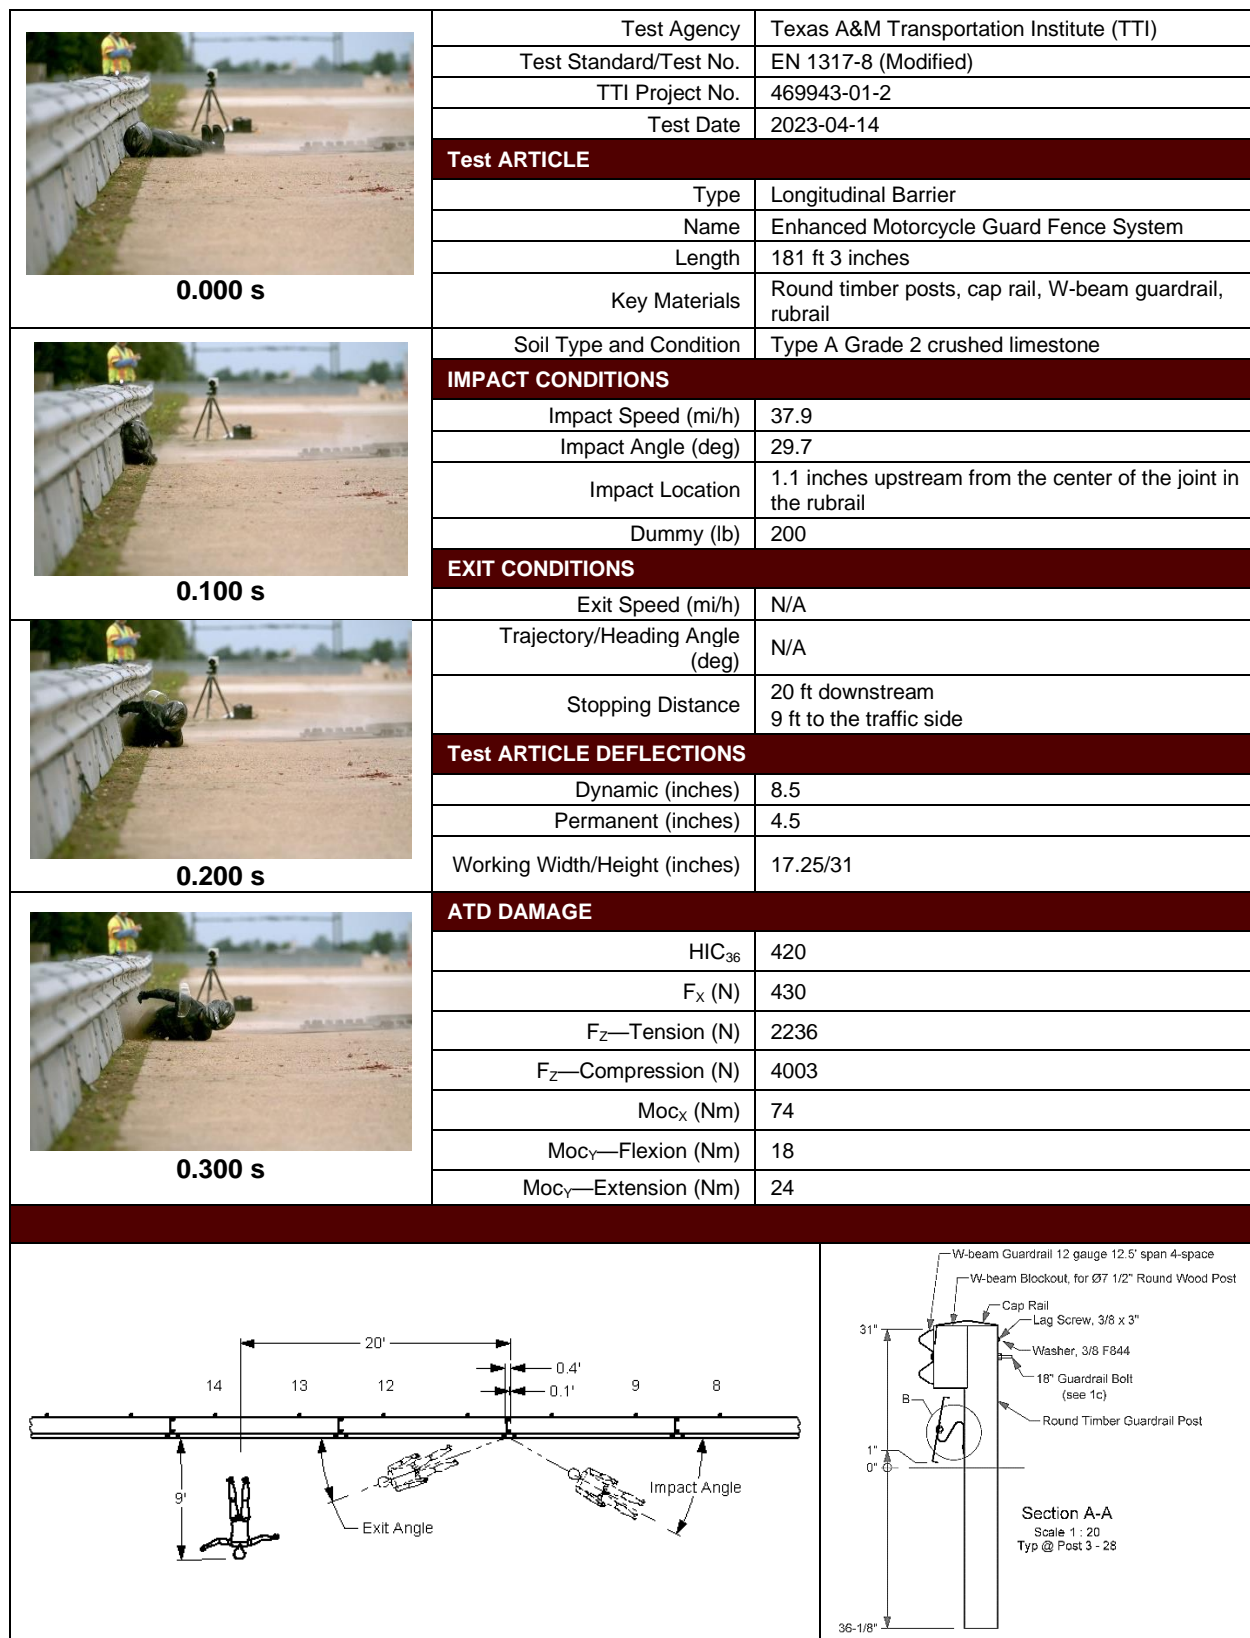 Test Agency Texas A&M Transportation Institute (TTI)
Test Standard/Test No. EN 1317-8 (Modified)
TTI Project No. 469943-01-2
Test Date 2023-04-14
Test ARTICLE
Type Longitudinal Barrier
Name Enhanced Motorcycle Guard Fence System
Length 181 ft 3 inches
Key Materials Round timber posts, cap rail, W-beam guardrail,
rubrail
0.000 s
Soil Type and Condition Type A Grade 2 crushed limestone
IMPACT CONDITIONS
Impact Speed (mi/h) 37.9
Impact Angle (deg) 29.7
Impact Location 1.1 inches upstream from the center of the joint in
the rubrail
Dummy (lb) 200
EXIT CONDITIONS
0.100 s
Exit Speed (mi/h) N/A
Trajectory/Heading Angle
(deg) N/A
Stopping Distance 20 ft downstream
9 ft to the traffic side
Test ARTICLE DEFLECTIONS
Dynamic (inches) 8.5
Permanent (inches) 4.5
Working Width/Height (inches) 17.25/31
0.200 s
ATD DAMAGE
HIC36 420
FX (N) 430
FZ—Tension (N) 2236
FZ—Compression (N) 4003
MocX (Nm) 74
MocY—Flexion (Nm) 18
MocY—Extension (Nm) 24
0.300 s
20'
0.4'
0.1'
14 13 12 9 8
9'
Exit Angle
Impact Angle
W-beam Guardrail 12 gauge 12.5' span 4-space
W-beam Blockout, for Ø7 1/2" Round Wood Post
Cap Rail
Lag Screw, 3/8 x 3"
31"
Washer, 3/8 F844
18" Guardrail Bolt
(see 1c)
B
Round Timber Guardrail Post
1"
0"
Section A-A
Scale 1 : 20
Typ @ Post 3 - 28
36-1/8"